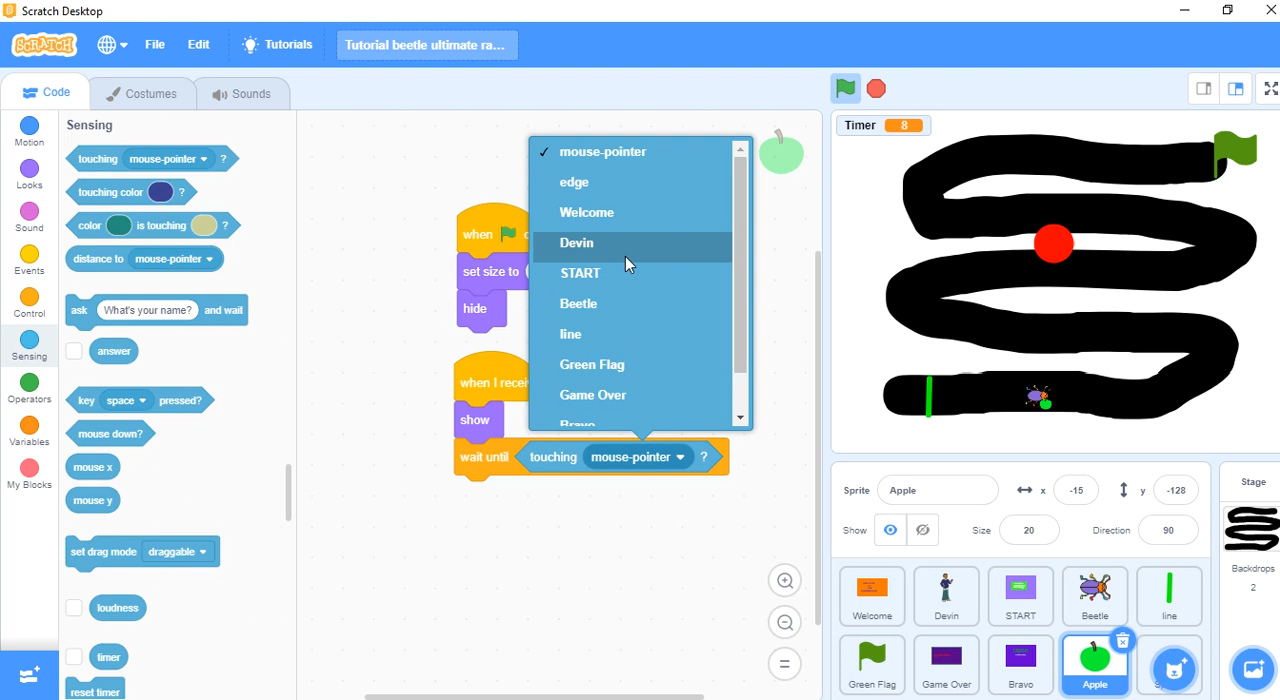 Scratch Desktop
SCRATCH File Edit Tutorials Tutorial beetle ultimate ra...
Code Costumes Sounds
Motion
Looks
Sound
Events
Control
Sensing
Operators
Variables
My Blocks
Sensing
touching mouse-pointer ?
touching color ?
color is touching ?
distance to mouse-pointer
ask What's your name? and wait
answer
key space pressed?
mouse down?
mouse x
mouse y
set drag mode draggable
loudness
timer
reset timer
when
set size to
hide
when I recei
show
wait until touching mouse-pointer ?
mouse-pointer
edge
Welcome
Devin
START
Beetle
line
Green Flag
Game Over
Bravo
Timer 8
Sprite Apple x -15 y -128
Show Size 20 Direction 90
Welcome Devin START Beetle line
Green Flag Game Over Bravo Apple
Stage
Backdrops
2